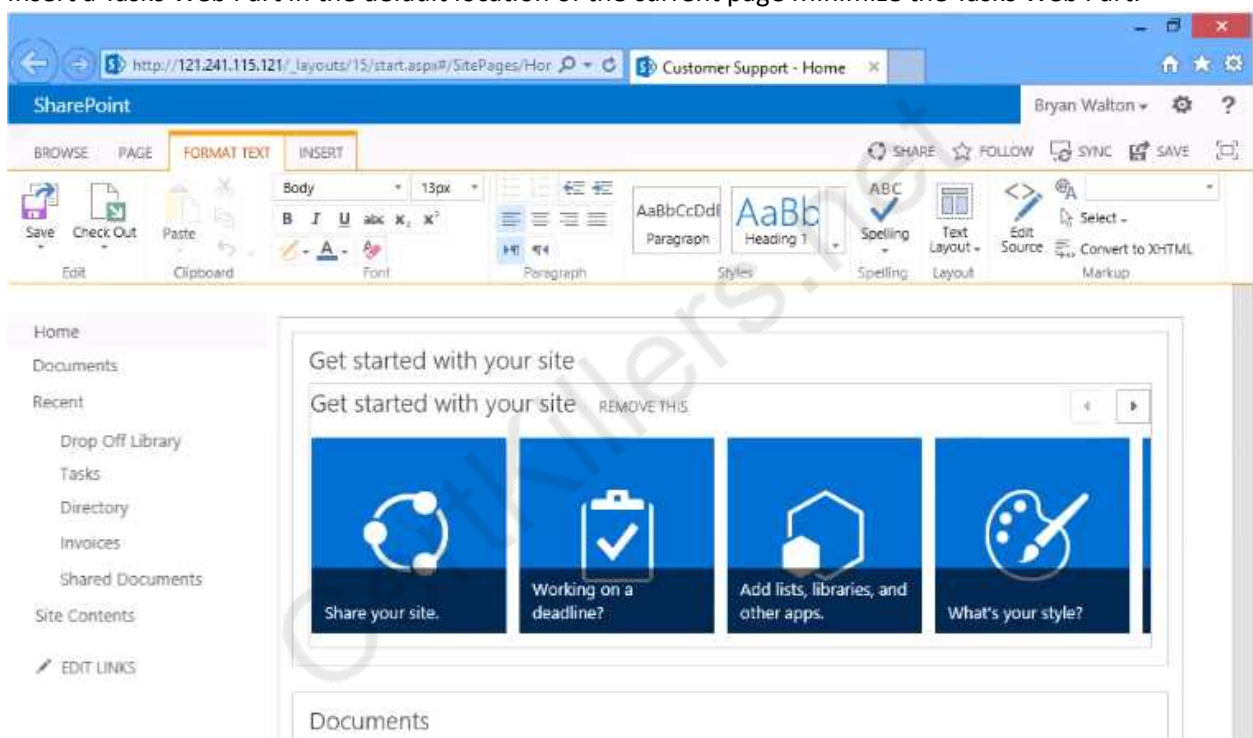 insert a Tasks Web Part in the default location of the current page minimize the Tasks Web Part.
http://121.241.115.121/_layouts/15/start.aspx#/SitePages/Hor
Customer Support - Home
SharePoint
Bryan Walton
?
BROWSE PAGE FORMAT TEXT INSERT
SHARE FOLLOW SYNC SAVE
Save Check Out Paste
Body 13px
B I U abc x₂ x²
A
AaBbCcDdE AaBb
Paragraph Heading 1
ABC
Spelling
Text Layout
Edit Source
Select
Convert to XHTML
Edit Clipboard Font Paragraph Styles Spelling Layout Markup
Home
Documents
Recent
Drop Off Library
Tasks
Directory
Invoices
Shared Documents
Site Contents
EDIT LINKS
Get started with your site
Get started with your site REMOVE THIS
Share your site.
Working on a
deadline?
Add lists, libraries, and
other apps.
What's your style?
Documents
CertKillers.net